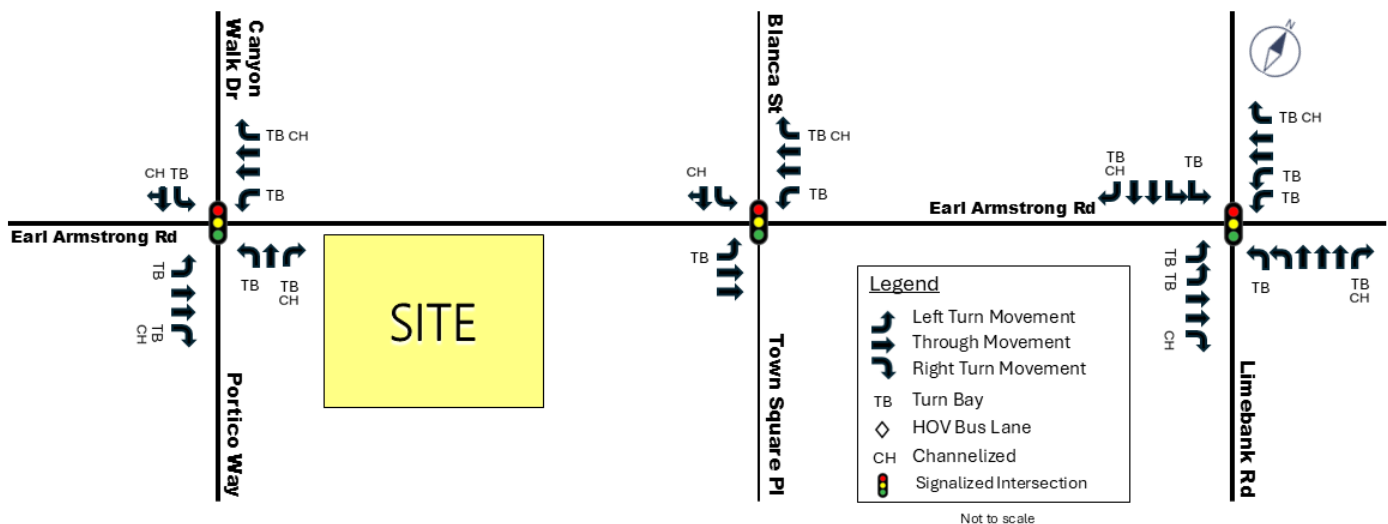 Canyon
Walk Dr
Blanca St
N
TB CH
TB CH
TB CH
CH TB
TB
CH
TB
CH
TB
TB
TB
TB
TB
Earl Armstrong Rd
Earl Armstrong Rd
TB
TB
CH
TB
TB
CH
TB
TB
TB
CH
TB
TB
CH
SITE
Portico Way
Town Square Pl
Limebank Rd
Legend
Left Turn Movement
Through Movement
Right Turn Movement
TB Turn Bay
HOV Bus Lane
CH Channelized
Signalized Intersection
Not to scale